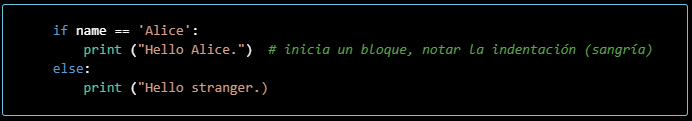 if name == 'Alice':
    print ("Hello Alice.")  # inicia un bloque, notar la indentación (sangría)
else:
    print ("Hello stranger.)